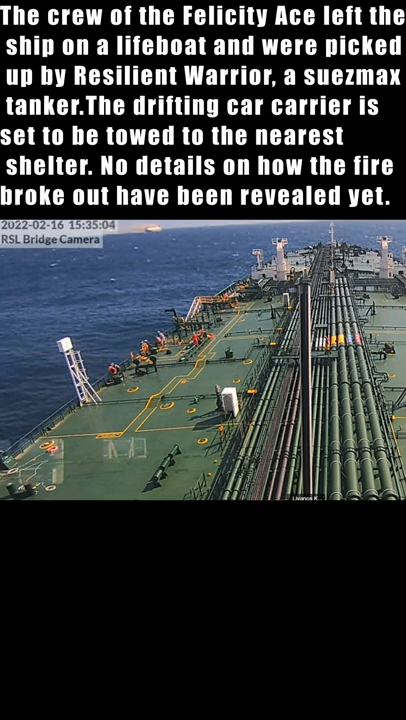 The crew of the Felicity Ace left the
ship on a lifeboat and were picked
up by Resilient Warrior, a suezmax
tanker.The drifting car carrier is
set to be towed to the nearest
shelter. No details on how the fire
broke out have been revealed yet.
2022-02-16 15:35:04
RSL Bridge Camera
Livanos K.